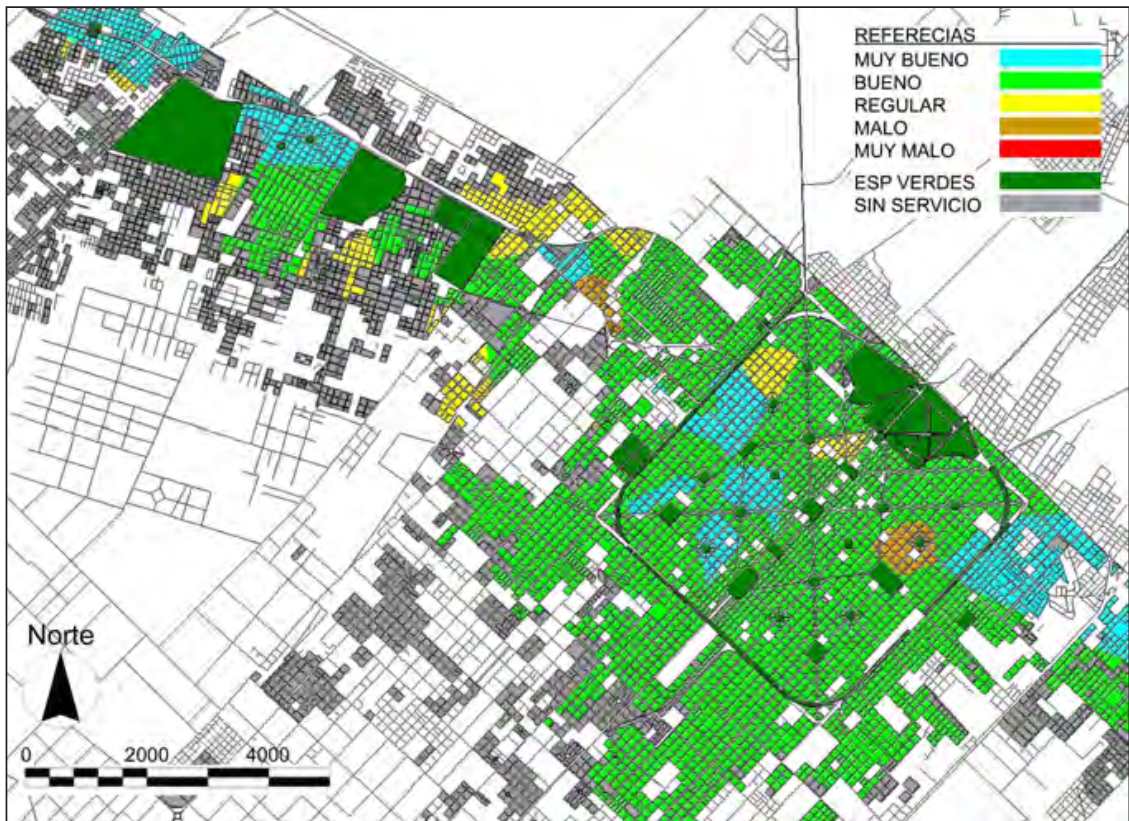 REFERECIAS
MUY BUENO
BUENO
REGULAR
MALO
MUY MALO
ESP VERDES
SIN SERVICIO
Norte
0 2000 4000